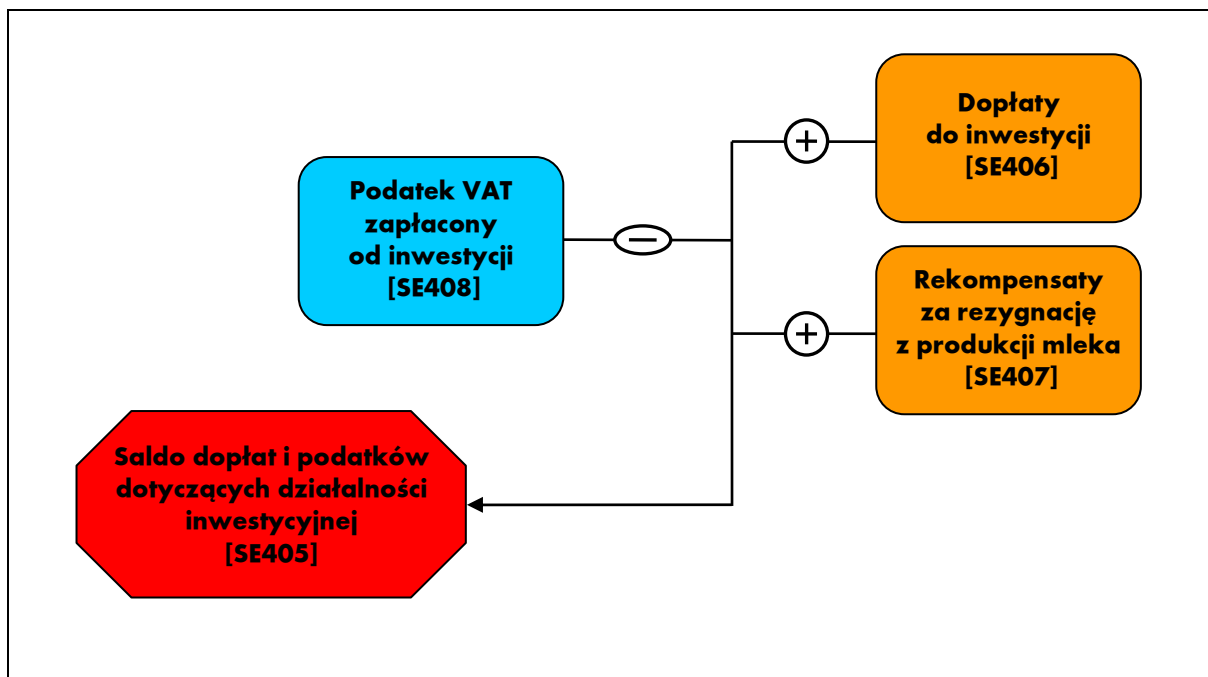 Dopłaty
do inwestycji
[SE406]
Podatek VAT
zapłacony
od inwestycji
[SE408]
Rekompensaty
za rezygnację
z produkcji mleka
[SE407]
Saldo dopłat i podatków
dotyczących działalności
inwestycyjnej
[SE405]